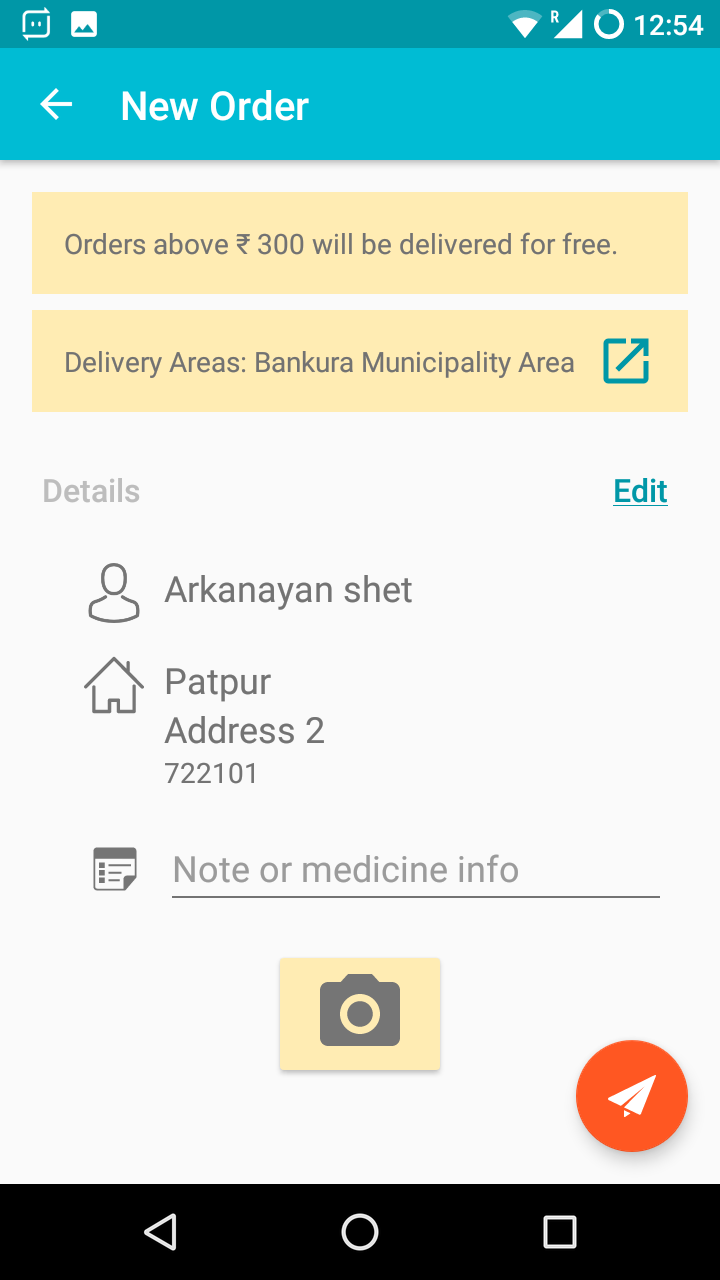 R 12:54
New Order
Orders above ₹ 300 will be delivered for free.
Delivery Areas: Bankura Municipality Area
Details Edit
Arkanayan shet
Patpur
Address 2
722101
Note or medicine info